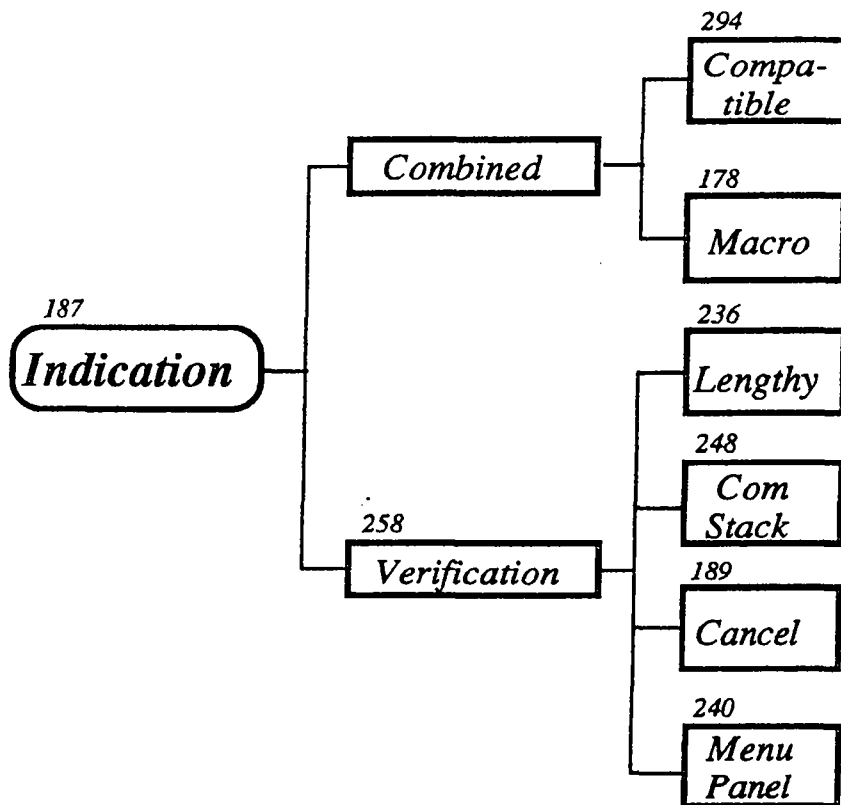 294
Compa-
tible
Combined
178
Macro
187
Indication
236
Lengthy
248
Com
Stack
258
Verification
189
Cancel
240
Menu
Panel